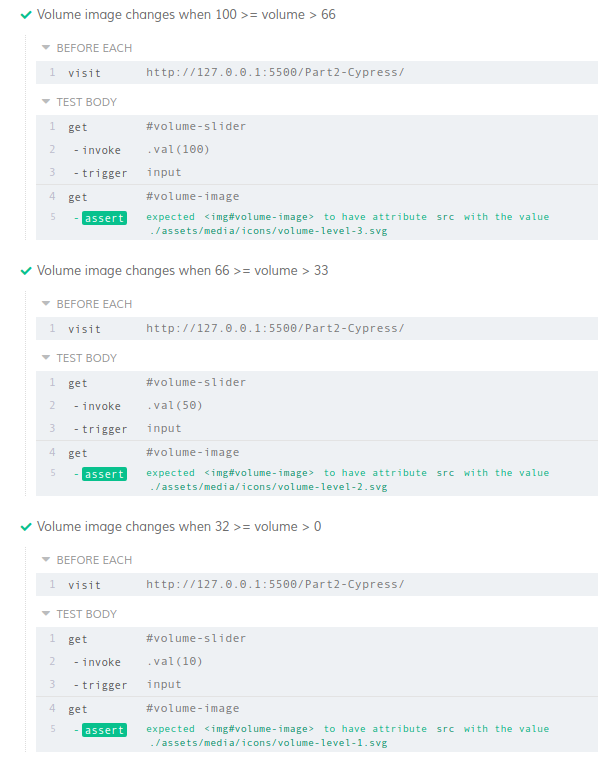 Volume image changes when 100 >= volume > 66
BEFORE EACH
1 visit http://127.0.0.1:5500/Part2-Cypress/
TEST BODY
1 get #volume-slider
2 -invoke .val(100)
3 -trigger input
4 get #volume-image
5 -assert expected <img#volume-image> to have attribute src with the value
./assets/media/icons/volume-level-3.svg
Volume image changes when 66 >= volume > 33
BEFORE EACH
1 visit http://127.0.0.1:5500/Part2-Cypress/
TEST BODY
1 get #volume-slider
2 -invoke .val(50)
3 -trigger input
4 get #volume-image
5 -assert expected <img#volume-image> to have attribute src with the value
./assets/media/icons/volume-level-2.svg
Volume image changes when 32 >= volume > 0
BEFORE EACH
1 visit http://127.0.0.1:5500/Part2-Cypress/
TEST BODY
1 get #volume-slider
2 -invoke .val(10)
3 -trigger input
4 get #volume-image
5 -assert expected <img#volume-image> to have attribute src with the value
./assets/media/icons/volume-level-1.svg